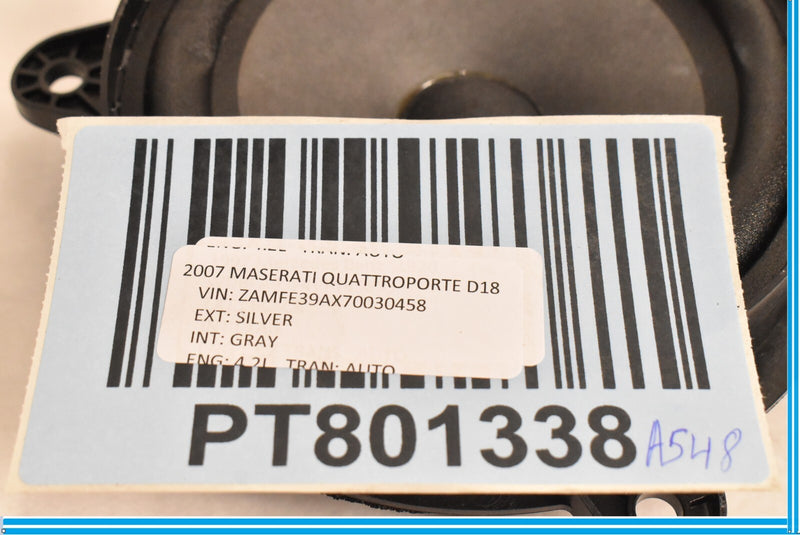 2007 MASERATI QUATTROPORTE D18
VIN: ZAMFE39AX70030458
EXT: SILVER
INT: GRAY
ENG: 4.2L TRAN: AUTO
PT801338
A548